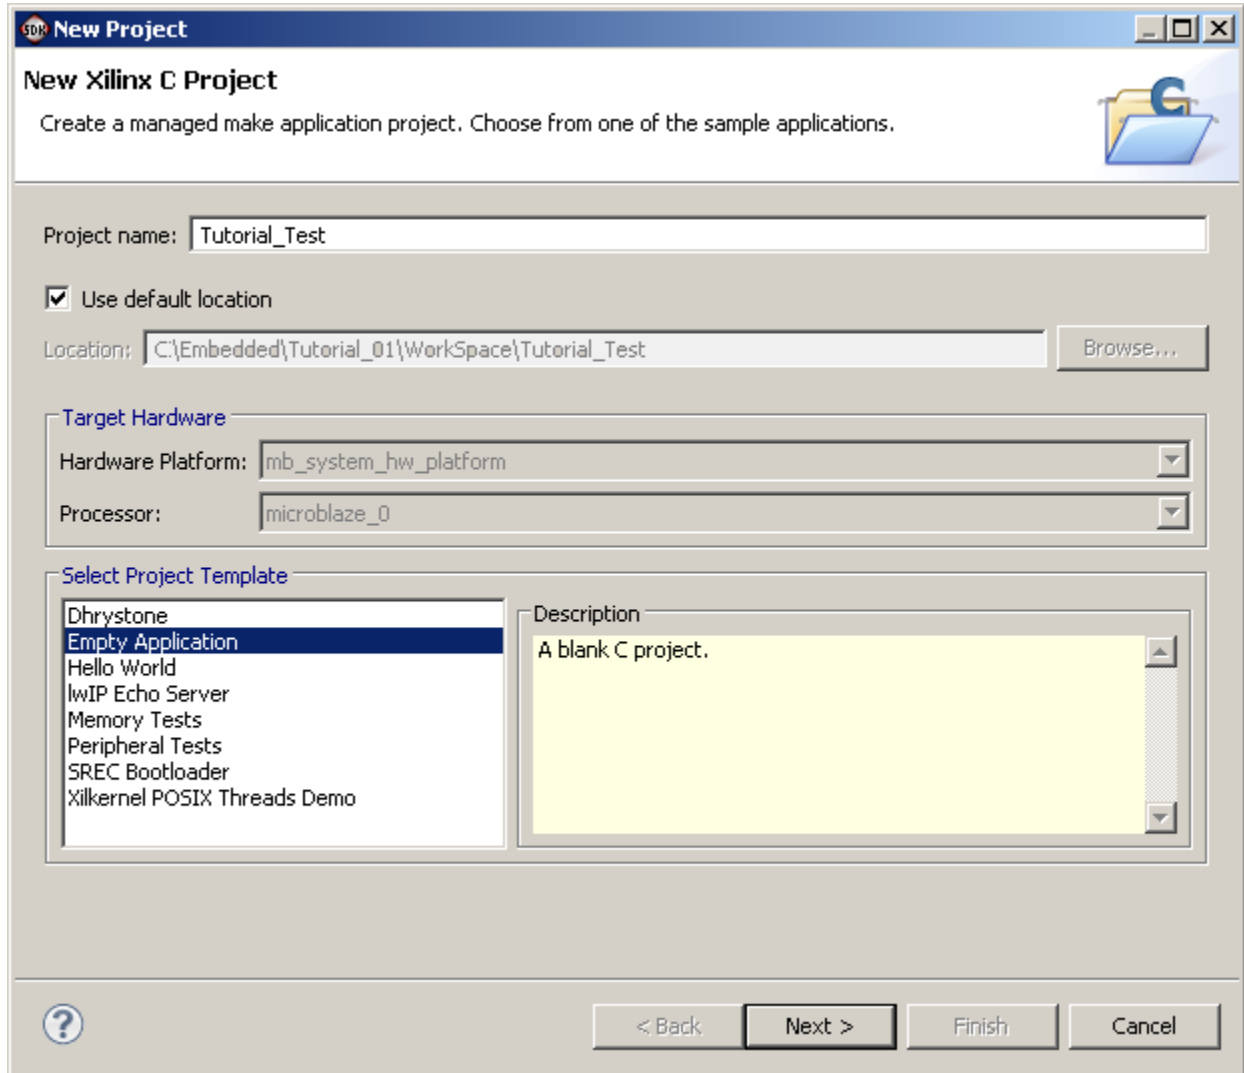 SDK New Project
New Xilinx C Project
Create a managed make application project. Choose from one of the sample applications.
C
Project name: Tutorial_Test
Use default location
Location: C:\Embedded\Tutorial_01\WorkSpace\Tutorial_Test Browse...
Target Hardware
Hardware Platform: mb_system_hw_platform
Processor: microblaze_0
Select Project Template
Dhrystone
Empty Application
Hello World
lwIP Echo Server
Memory Tests
Peripheral Tests
SREC Bootloader
Xilkernel POSIX Threads Demo
Description
A blank C project.
? < Back Next > Finish Cancel